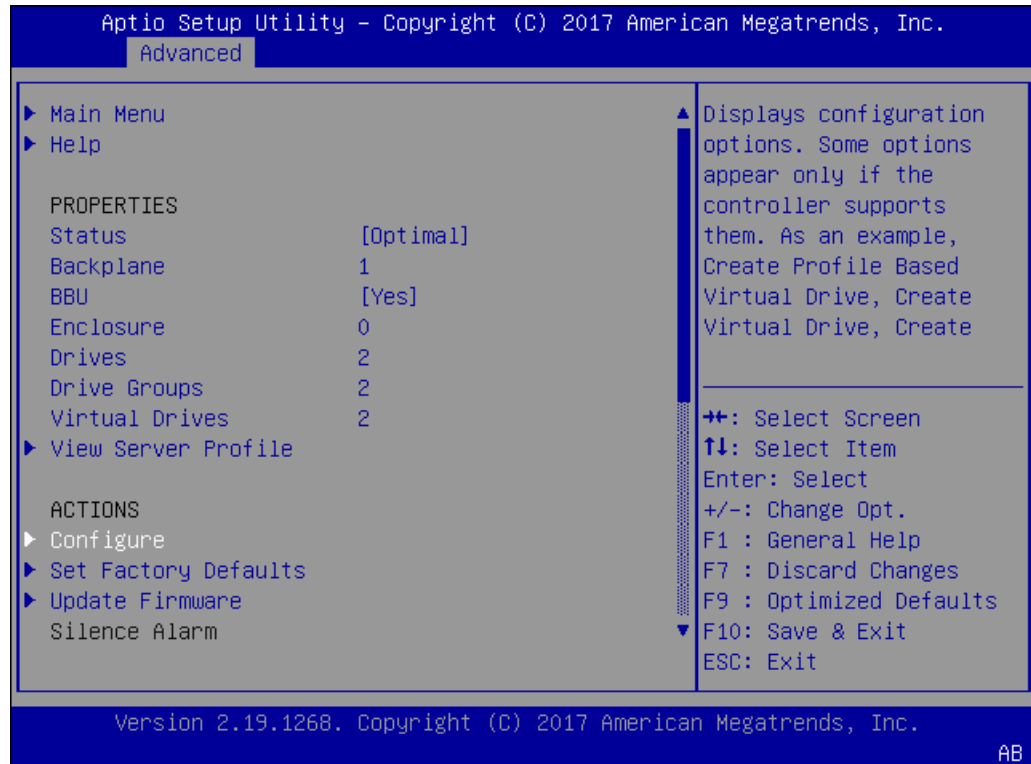 Aptio Setup Utility – Copyright (C) 2017 American Megatrends, Inc.
Advanced
Main Menu
Help
PROPERTIES
Status [Optimal]
Backplane 1
BBU [Yes]
Enclosure 0
Drives 2
Drive Groups 2
Virtual Drives 2
View Server Profile
ACTIONS
Configure
Set Factory Defaults
Update Firmware
Silence Alarm
Displays configuration
options. Some options
appear only if the
controller supports
them. As an example,
Create Profile Based
Virtual Drive, Create
Virtual Drive, Create
→←: Select Screen
↑↓: Select Item
Enter: Select
+/-: Change Opt.
F1 : General Help
F7 : Discard Changes
F9 : Optimized Defaults
F10: Save & Exit
ESC: Exit
Version 2.19.1268. Copyright (C) 2017 American Megatrends, Inc.
AB